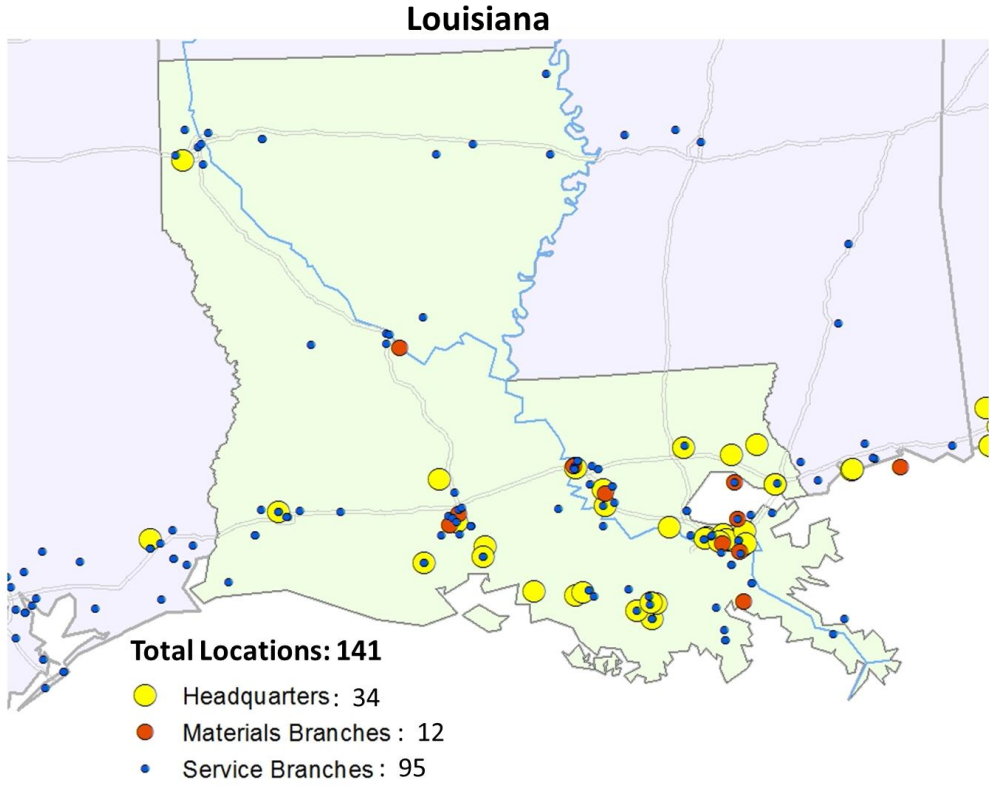 Louisiana
Total Locations: 141
Headquarters: 34
Materials Branches: 12
Service Branches: 95